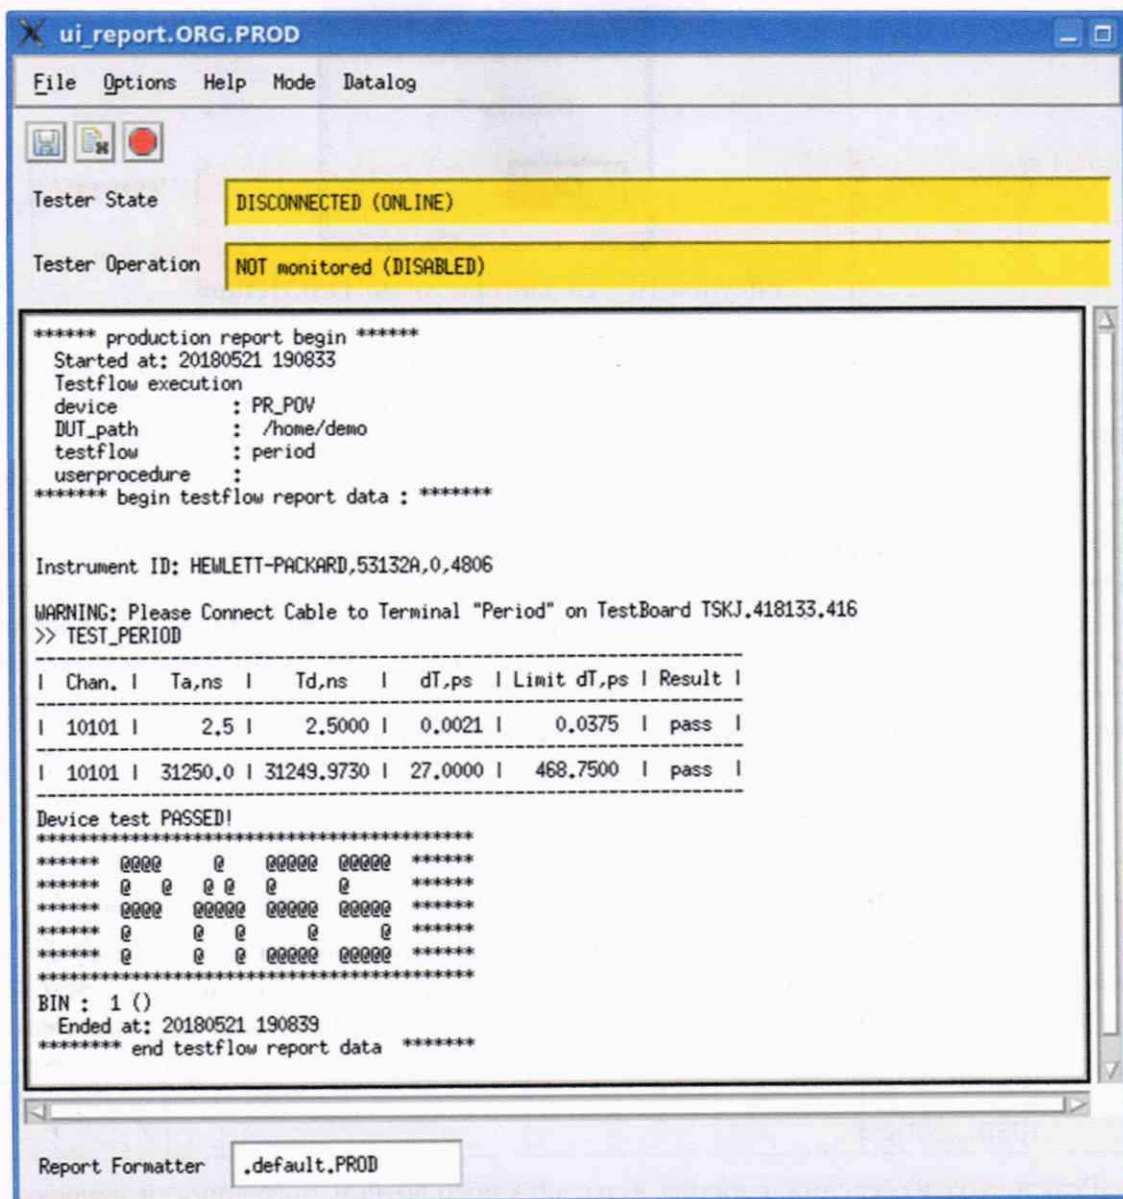 ui_report.ORG.PROD
File Options Help Mode Datalog
Tester State DISCONNECTED (ONLINE)
Tester Operation NOT monitored (DISABLED)
****** production report begin ******
Started at: 20180521 190833
Testflow execution
device : PR_POV
DUT_path : /home/demo
testflow : period
userprocedure :
******* begin testflow report data : *******
Instrument ID: HEWLETT-PACKARD,53132A,0,4806
WARNING: Please Connect Cable to Terminal "Period" on TestBoard TSKJ.418133.416
>> TEST_PERIOD
--------------------------------------------------------------------
| Chan. | Ta,ns | Td,ns | dT,ps | Limit dT,ps | Result |
--------------------------------------------------------------------
| 10101 | 2.5 | 2.5000 | 0.0021 | 0.0375 | pass |
--------------------------------------------------------------------
| 10101 | 31250.0 | 31249.9730 | 27.0000 | 468.7500 | pass |
--------------------------------------------------------------------
Device test PASSED!
******************************************
****** @@@@    @    @@@@@  @@@@@ ******
****** @   @  @ @   @      @     ******
****** @@@@  @@@@@  @@@@@  @@@@@ ******
****** @     @   @      @      @ ******
****** @     @   @  @@@@@  @@@@@ ******
******************************************
BIN : 1 ()
Ended at: 20180521 190839
******** end testflow report data *******
Report Formatter .default.PROD